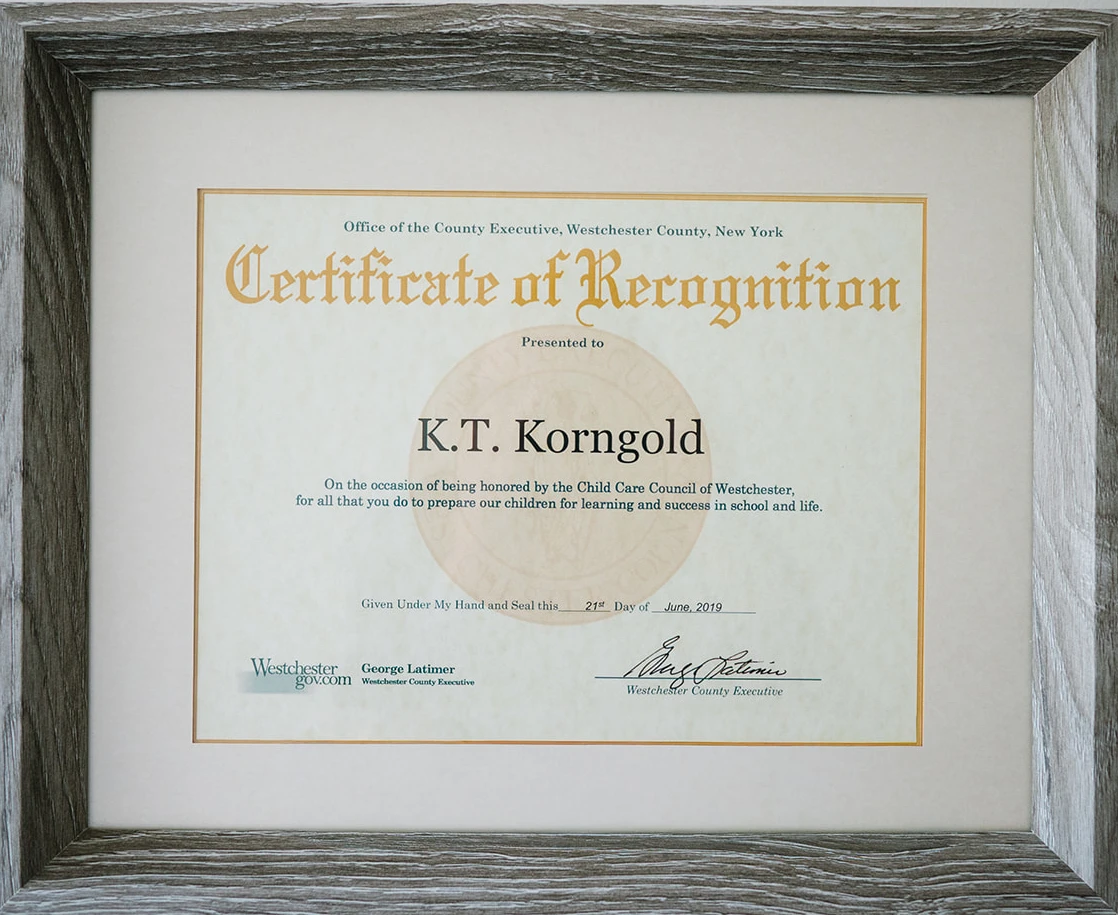 Office of the County Executive, Westchester County, New York
Certificate of Recognition
Presented to
K.T. Korngold
On the occasion of being honored by the Child Care Council of Westchester,
for all that you do to prepare our children for learning and success in school and life.
Given Under My Hand and Seal this 21st Day of June, 2019
Westchester
gov.com
George Latimer
Westchester County Executive
George Latimer
Westchester County Executive